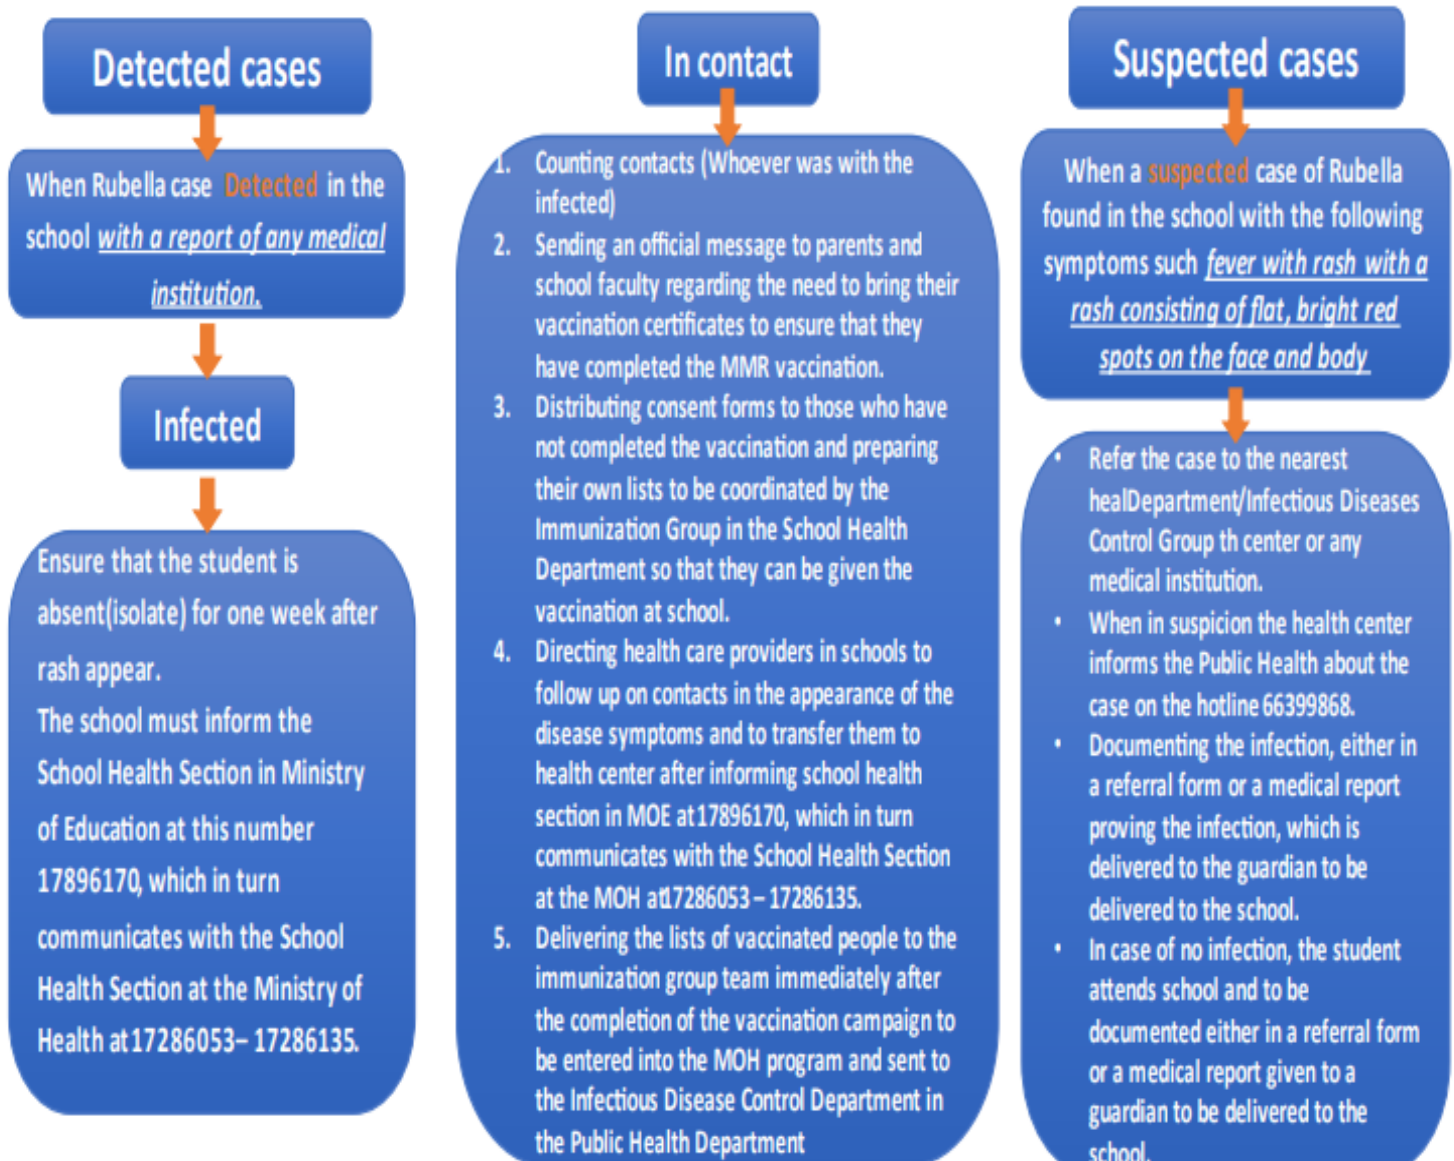 Detected cases
When Rubella case Detected in the
school with a report of any medical
institution.
Infected
Ensure that the student is
absent(isolate) for one week after
rash appear.
The school must inform the
School Health Section in Ministry
of Education at this number
17896170, which in turn
communicates with the School
Health Section at the Ministry of
Health at17286053– 17286135.
In contact
1. Counting contacts (Whoever was with the
infected)
2. Sending an official message to parents and
school faculty regarding the need to bring their
vaccination certificates to ensure that they
have completed the MMR vaccination.
3. Distributing consent forms to those who have
not completed the vaccination and preparing
their own lists to be coordinated by the
Immunization Group in the School Health
Department so that they can be given the
vaccination at school.
4. Directing health care providers in schools to
follow up on contacts in the appearance of the
disease symptoms and to transfer them to
health center after informing school health
section in MOE at17896170, which in turn
communicates with the School Health Section
at the MOH at17286053 – 17286135.
5. Delivering the lists of vaccinated people to the
immunization group team immediately after
the completion of the vaccination campaign to
be entered into the MOH program and sent to
the Infectious Disease Control Department in
the Public Health Department
Suspected cases
When a suspected case of Rubella
found in the school with the following
symptoms such fever with rash with a
rash consisting of flat, bright red
spots on the face and body
• Refer the case to the nearest
healDepartment/Infectious Diseases
Control Group th center or any
medical institution.
• When in suspicion the health center
informs the Public Health about the
case on the hotline 66399868.
• Documenting the infection, either in
a referral form or a medical report
proving the infection, which is
delivered to the guardian to be
delivered to the school.
• In case of no infection, the student
attends school and to be
documented either in a referral form
or a medical report given to a
guardian to be delivered to the
school.